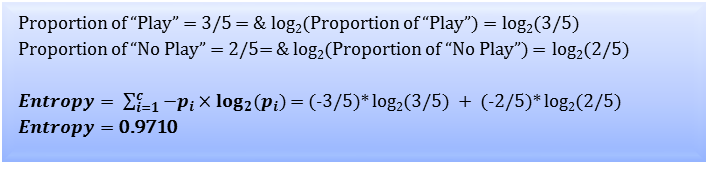 Proportion of “Play” = 3/5 = & log₂(Proportion of “Play”) = log₂(3/5)
Proportion of “No Play” = 2/5= & log₂(Proportion of “No Play”) = log₂(2/5)
Entropy = ∑ᶜᵢ₌₁ −pᵢ × log₂(pᵢ) = (-3/5)*log₂(3/5) + (-2/5)*log₂(2/5)
Entropy = 0.9710